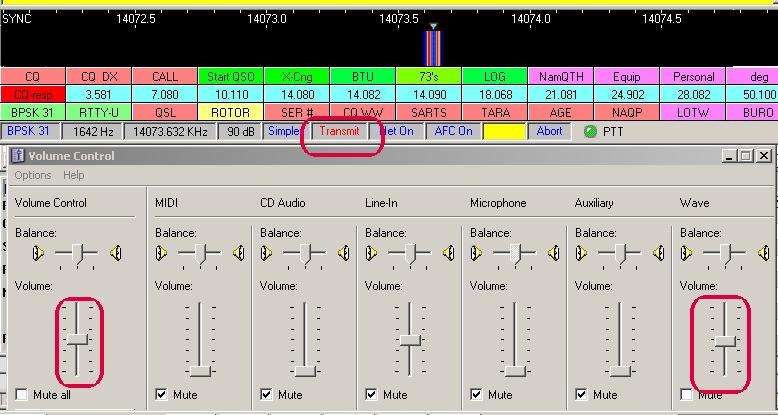 SYNC 14072.5 14073.0 14073.5 14074.0 14074.5
CQ CQ DX CALL Start QSO X-Cng BTU 73's LOG NamQTH Equip Personal deg
CQ-resp 3.581 7.080 10.110 14.080 14.082 14.090 18.068 21.081 24.902 28.082 50.100
BPSK 31 RTTY-U QSL ROTOR SER # CQ WW SARTS TARA AGE NAQP LOTW BURO
BPSK 31 1642 Hz 14073.632 KHz 90 dB Simple Transmit Net On AFC On Abort PTT
Volume Control
Options Help
Volume Control MIDI CD Audio Line-In Microphone Auxiliary Wave
Balance: Balance: Balance: Balance: Balance: Balance: Balance:
Volume: Volume: Volume: Volume: Volume: Volume: Volume:
Mute all Mute Mute Mute Mute Mute Mute